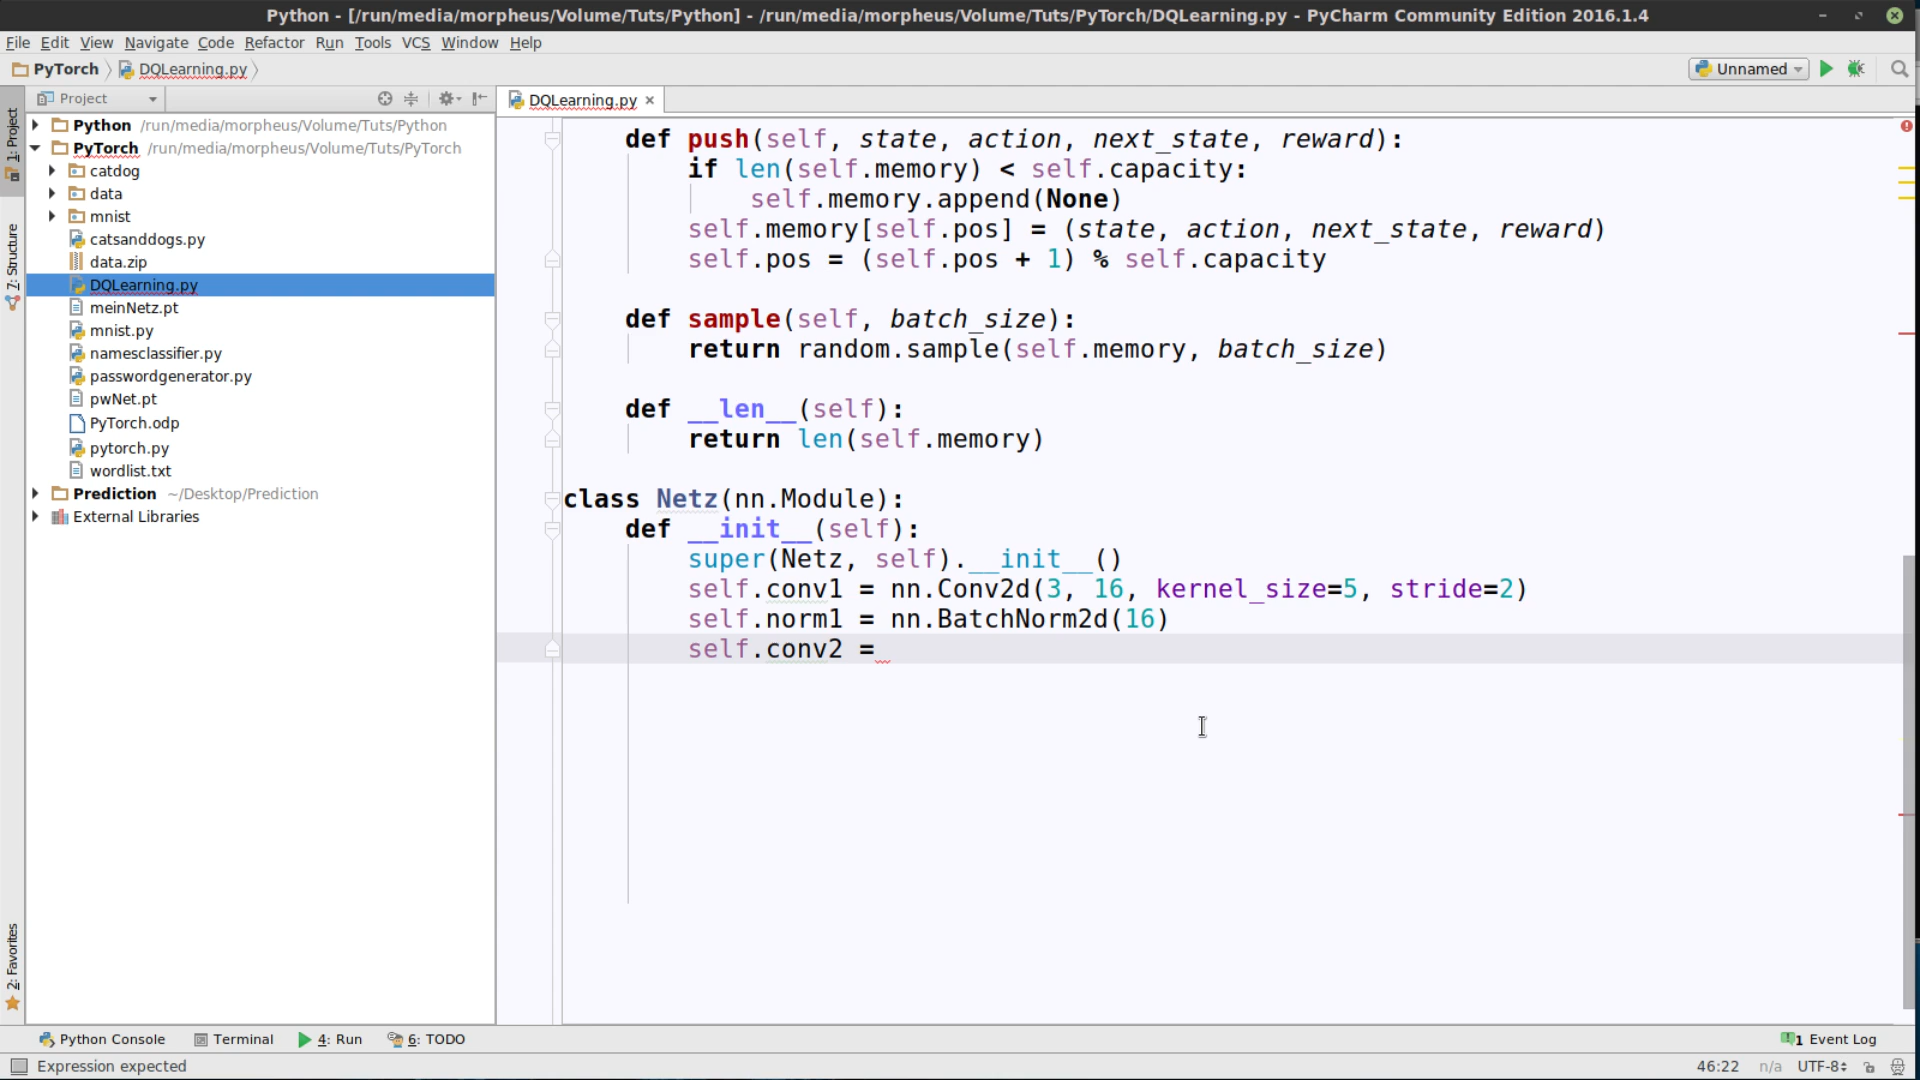 Python - [/run/media/morpheus/Volume/Tuts/Python] - /run/media/morpheus/Volume/Tuts/PyTorch/DQLearning.py - PyCharm Community Edition 2016.1.4
File Edit View Navigate Code Refactor Run Tools VCS Window Help
PyTorch DQLearning.py Unnamed
Project
DQLearning.py
1: Project
7: Structure
2: Favorites
Python /run/media/morpheus/Volume/Tuts/Python
PyTorch /run/media/morpheus/Volume/Tuts/PyTorch
catdog
data
mnist
catsanddogs.py
data.zip
DQLearning.py
meinNetz.pt
mnist.py
namesclassifier.py
passwordgenerator.py
pwNet.pt
PyTorch.odp
pytorch.py
wordlist.txt
Prediction ~/Desktop/Prediction
External Libraries
def push(self, state, action, next_state, reward):
if len(self.memory) < self.capacity:
self.memory.append(None)
self.memory[self.pos] = (state, action, next_state, reward)
self.pos = (self.pos + 1) % self.capacity
def sample(self, batch_size):
return random.sample(self.memory, batch_size)
def __len__(self):
return len(self.memory)
class Netz(nn.Module):
def __init__(self):
super(Netz, self).__init__()
self.conv1 = nn.Conv2d(3, 16, kernel_size=5, stride=2)
self.norm1 = nn.BatchNorm2d(16)
self.conv2 =
Python Console Terminal 4: Run 6: TODO 1 Event Log
Expression expected 46:22 n/a UTF-8